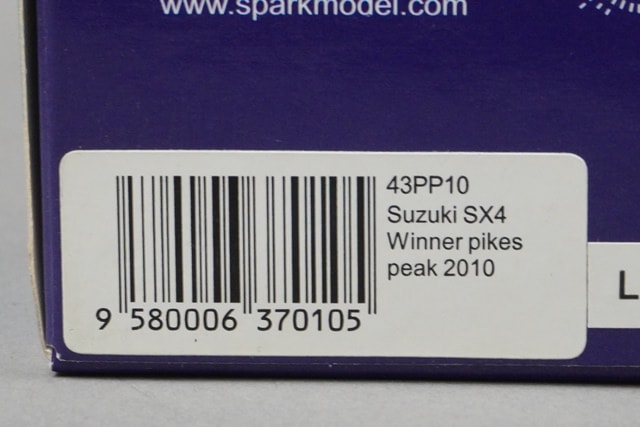 www.sparkmodel.com
43PP10
Suzuki SX4
Winner pikes
peak 2010
9 580006 370105
L